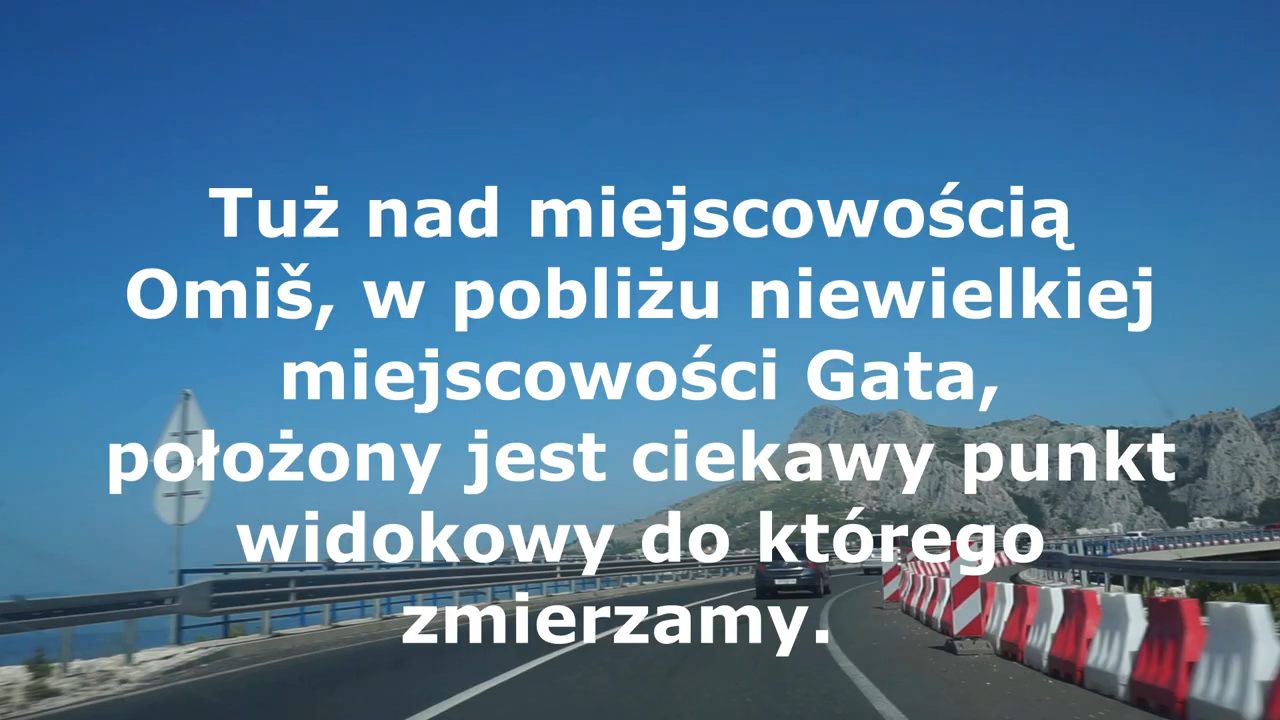 Tuż nad miejscowością
Omiš, w pobliżu niewielkiej
miejscowości Gata,
położony jest ciekawy punkt
widokowy do którego
zmierzamy.